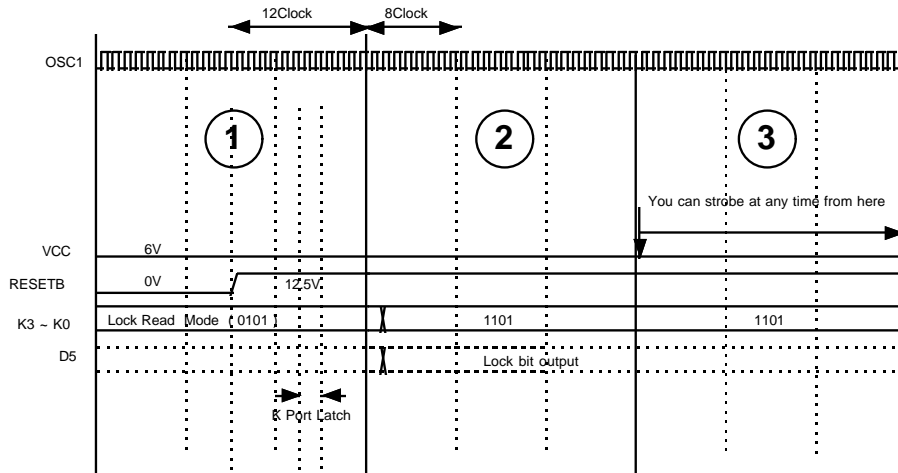 12Clock 8Clock
OSC1
1 2 3
You can strobe at any time from here
VCC 6V
RESETB 0V 12.5V
K3 ~ K0 Lock Read Mode ( 0101 ) 1101 1101
D5 Lock bit output
K Port Latch